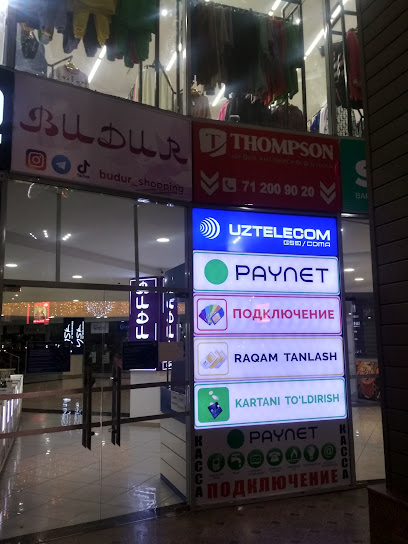 BUDUR
budur_shopping
THOMPSON
71 200 90 20
UZTELECOM
GSM/CDMA
PAYNET
ПОДКЛЮЧЕНИЕ
RAQAM TANLASH
KARTANI TO'LDIRISH
PAYNET
КАССА
КАССА
ПОДКЛЮЧЕНИЕ